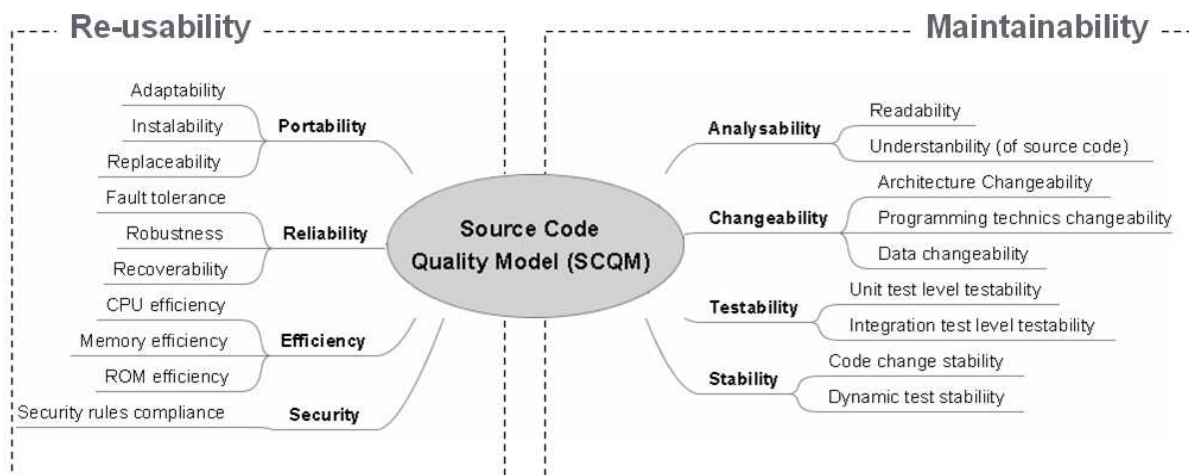 Re-usability
Maintainability
Adaptability
Instalability
Replaceability
Portability
Fault tolerance
Robustness
Recoverability
Reliability
CPU efficiency
Memory efficiency
ROM efficiency
Efficiency
Security rules compliance
Security
Source Code
Quality Model (SCQM)
Analysability
Readability
Understanbility (of source code)
Changeability
Architecture Changeability
Programming technics changeability
Data changeability
Testability
Unit test level testability
Integration test level testability
Stability
Code change stability
Dynamic test stabiliity